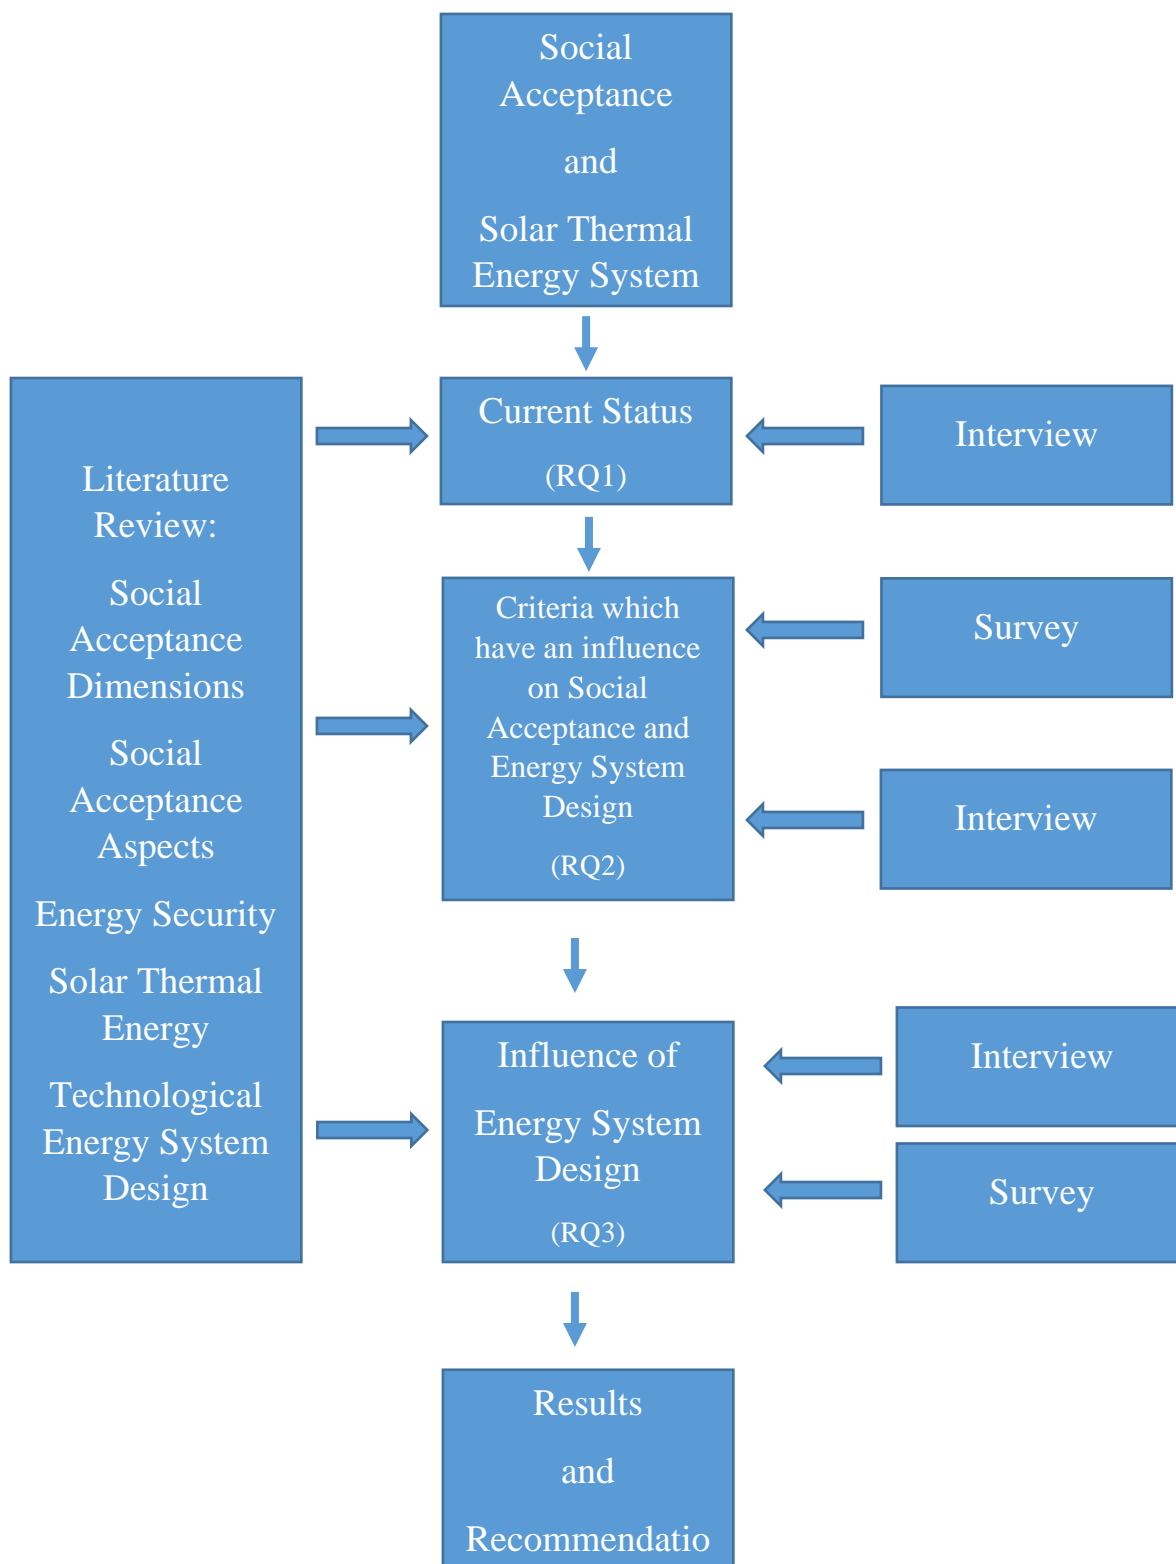 Social
Acceptance
and
Solar Thermal
Energy System
Literature
Review:
Social
Acceptance
Dimensions
Social
Acceptance
Aspects
Energy Security
Solar Thermal
Energy
Technological
Energy System
Design
Current Status
(RQ1)
Interview
Criteria which
have an influence
on Social
Acceptance and
Energy System
Design
(RQ2)
Survey
Interview
Influence of
Energy System
Design
(RQ3)
Interview
Survey
Results
and
Recommendatio